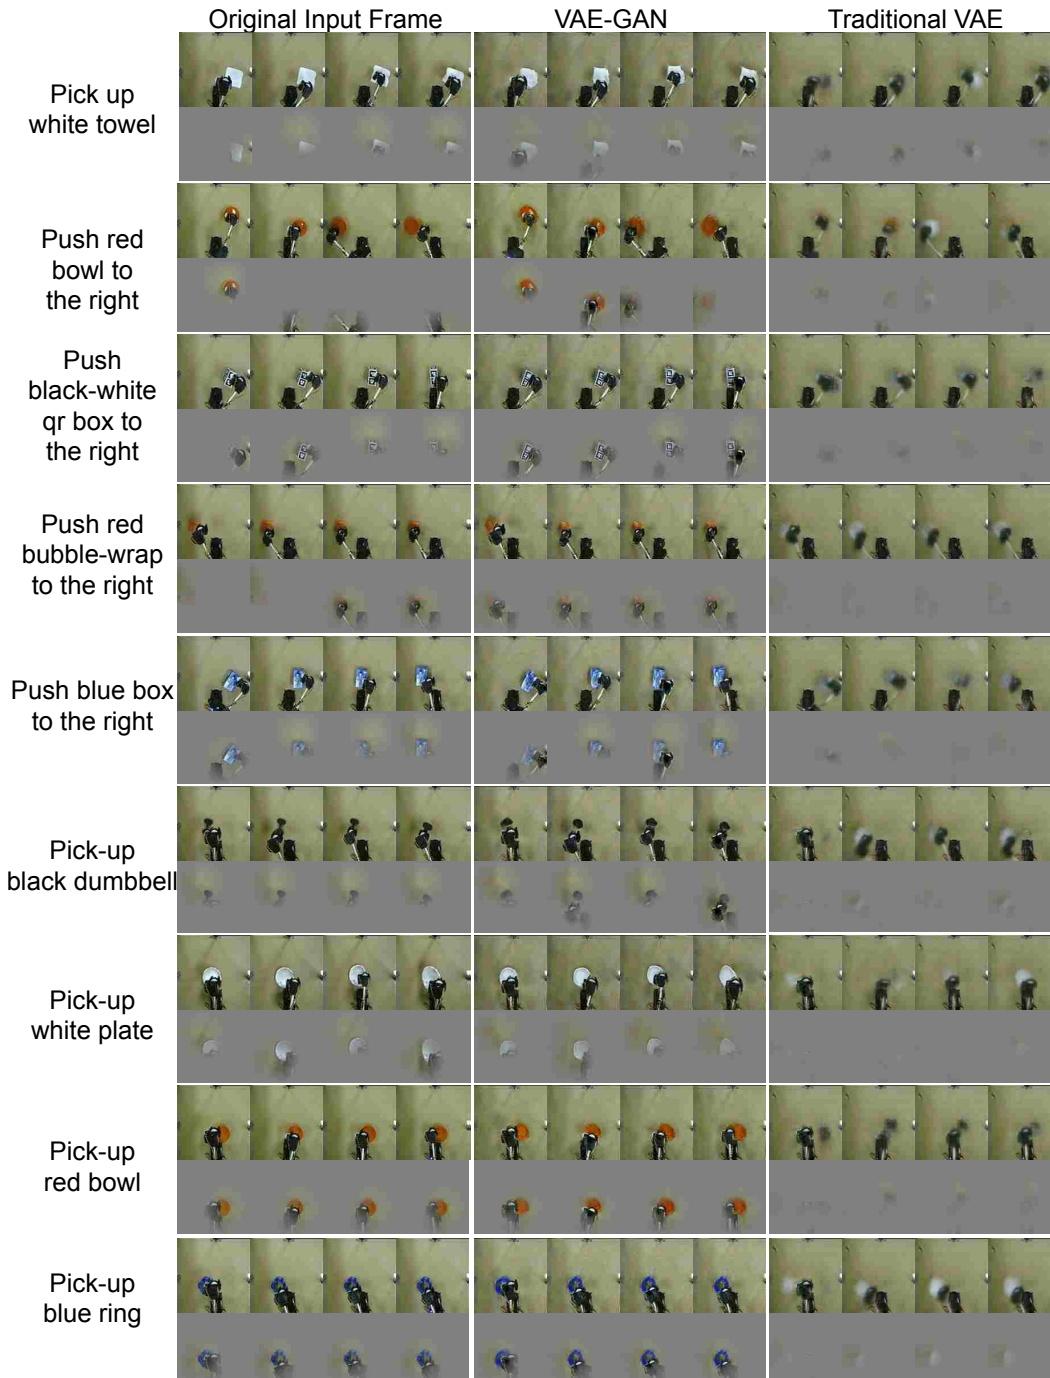 Original Input Frame
VAE-GAN
Traditional VAE
Pick up
white towel
Push red
bowl to
the right
Push
black-white
qr box to
the right
Push red
bubble-wrap
to the right
Push blue box
to the right
Pick-up
black dumbbell
Pick-up
white plate
Pick-up
red bowl
Pick-up
blue ring